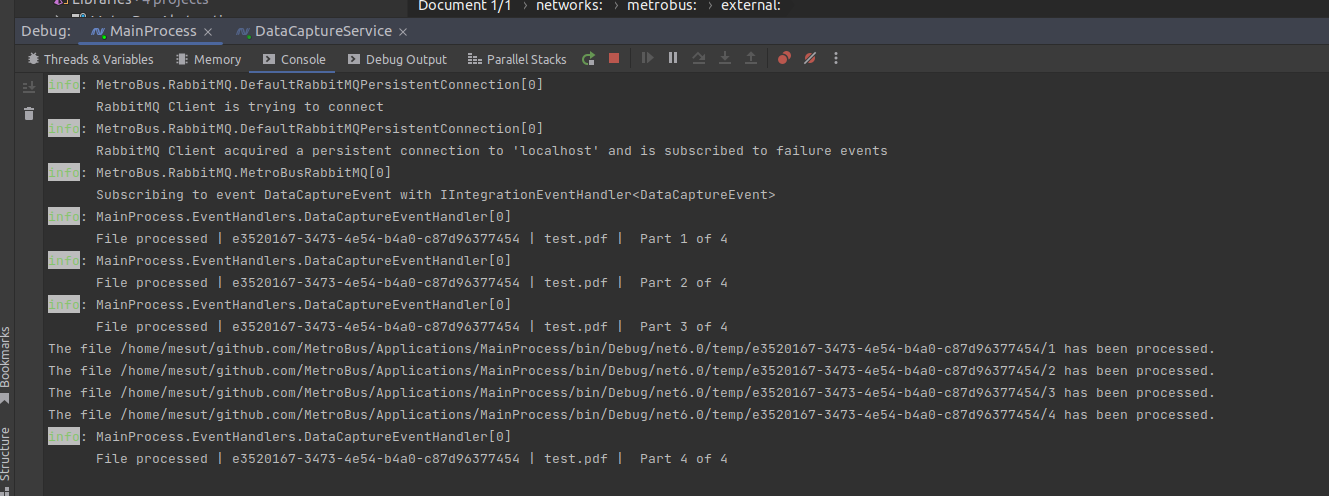 Libraries · 4 projects
Document 1/1 › networks: › metrobus: › external:
Debug: MainProcess × DataCaptureService ×
Threads & Variables Memory Console Debug Output Parallel Stacks
info: MetroBus.RabbitMQ.DefaultRabbitMQPersistentConnection[0]
RabbitMQ Client is trying to connect
info: MetroBus.RabbitMQ.DefaultRabbitMQPersistentConnection[0]
RabbitMQ Client acquired a persistent connection to 'localhost' and is subscribed to failure events
info: MetroBus.RabbitMQ.MetroBusRabbitMQ[0]
Subscribing to event DataCaptureEvent with IIntegrationEventHandler<DataCaptureEvent>
info: MainProcess.EventHandlers.DataCaptureEventHandler[0]
File processed | e3520167-3473-4e54-b4a0-c87d96377454 | test.pdf |  Part 1 of 4
info: MainProcess.EventHandlers.DataCaptureEventHandler[0]
File processed | e3520167-3473-4e54-b4a0-c87d96377454 | test.pdf |  Part 2 of 4
info: MainProcess.EventHandlers.DataCaptureEventHandler[0]
File processed | e3520167-3473-4e54-b4a0-c87d96377454 | test.pdf |  Part 3 of 4
The file /home/mesut/github.com/MetroBus/Applications/MainProcess/bin/Debug/net6.0/temp/e3520167-3473-4e54-b4a0-c87d96377454/1 has been processed.
The file /home/mesut/github.com/MetroBus/Applications/MainProcess/bin/Debug/net6.0/temp/e3520167-3473-4e54-b4a0-c87d96377454/2 has been processed.
The file /home/mesut/github.com/MetroBus/Applications/MainProcess/bin/Debug/net6.0/temp/e3520167-3473-4e54-b4a0-c87d96377454/3 has been processed.
The file /home/mesut/github.com/MetroBus/Applications/MainProcess/bin/Debug/net6.0/temp/e3520167-3473-4e54-b4a0-c87d96377454/4 has been processed.
info: MainProcess.EventHandlers.DataCaptureEventHandler[0]
File processed | e3520167-3473-4e54-b4a0-c87d96377454 | test.pdf |  Part 4 of 4
Bookmarks
Structure